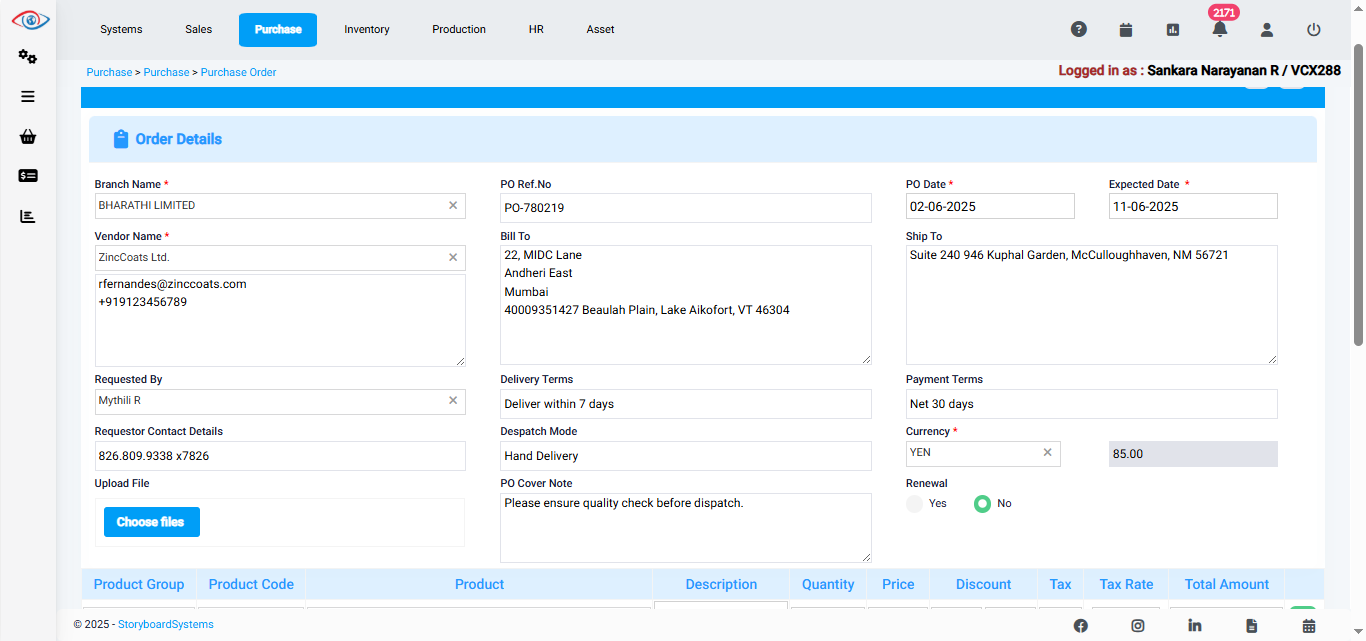 2171
Systems Sales Purchase Inventory Production HR Asset
Purchase > Purchase > Purchase Order
Logged in as : Sankara Narayanan R / VCX288
Order Details
Branch Name *
BHARATHI LIMITED
PO Ref.No
PO-780219
PO Date *
02-06-2025
Expected Date *
11-06-2025
Vendor Name *
ZincCoats Ltd.
rfernandes@zinccoats.com
+919123456789
Bill To
22, MIDC Lane
Andheri East
Mumbai
40009351427 Beaulah Plain, Lake Aikofort, VT 46304
Ship To
Suite 240 946 Kuphal Garden, McCulloughhaven, NM 56721
Requested By
Mythili R
Delivery Terms
Deliver within 7 days
Payment Terms
Net 30 days
Requestor Contact Details
826.809.9338 x7826
Despatch Mode
Hand Delivery
Currency *
YEN
85.00
Upload File
Choose files
PO Cover Note
Please ensure quality check before dispatch.
Renewal
Yes No
Product Group Product Code Product Description Quantity Price Discount Tax Tax Rate Total Amount
© 2025 - StoryboardSystems